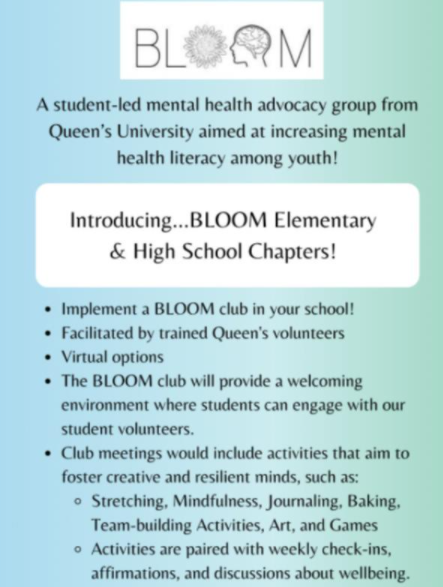 BLOOM
A student-led mental health advocacy group from
Queen's University aimed at increasing mental
health literacy among youth!
Introducing...BLOOM Elementary
& High School Chapters!
• Implement a BLOOM club in your school!
• Facilitated by trained Queen's volunteers
• Virtual options
• The BLOOM club will provide a welcoming
environment where students can engage with our
student volunteers.
• Club meetings would include activities that aim to
foster creative and resilient minds, such as:
◦ Stretching, Mindfulness, Journaling, Baking,
Team-building Activities, Art, and Games
◦ Activities are paired with weekly check-ins,
affirmations, and discussions about wellbeing.